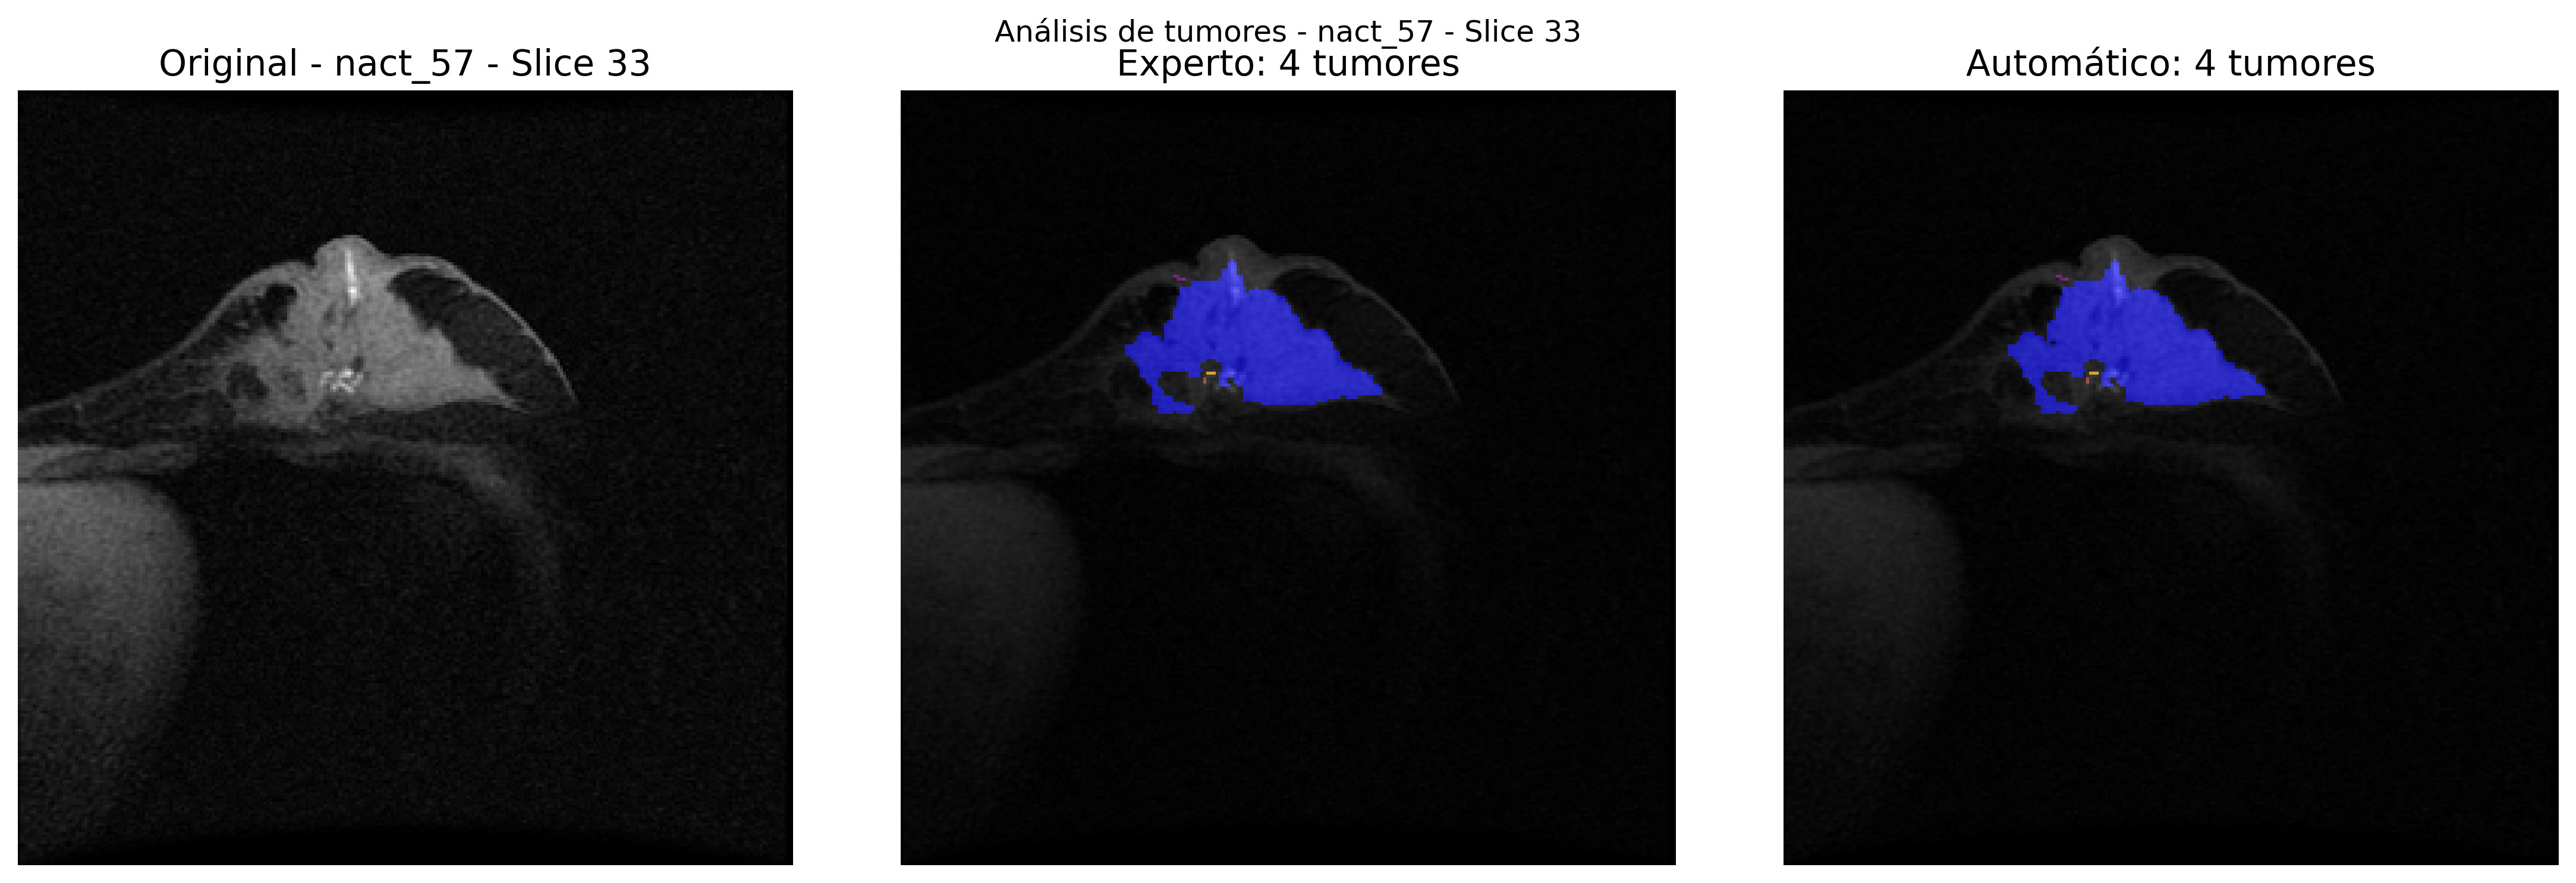 Análisis de tumores - nact_57 - Slice 33
Original - nact_57 - Slice 33
Experto: 4 tumores
Automático: 4 tumores